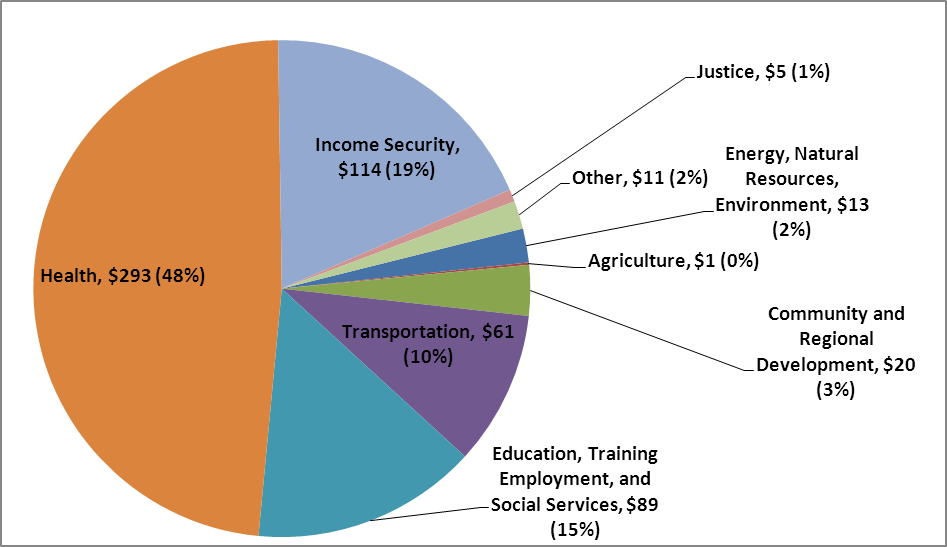 Justice, $5 (1%)
Income Security,
$114 (19%)
Energy, Natural
Resources,
Environment, $13
(2%)
Other, $11 (2%)
Agriculture, $1 (0%)
Health, $293 (48%)
Community and
Regional
Development, $20
(3%)
Transportation, $61
(10%)
Education, Training
Employment, and
Social Services, $89
(15%)